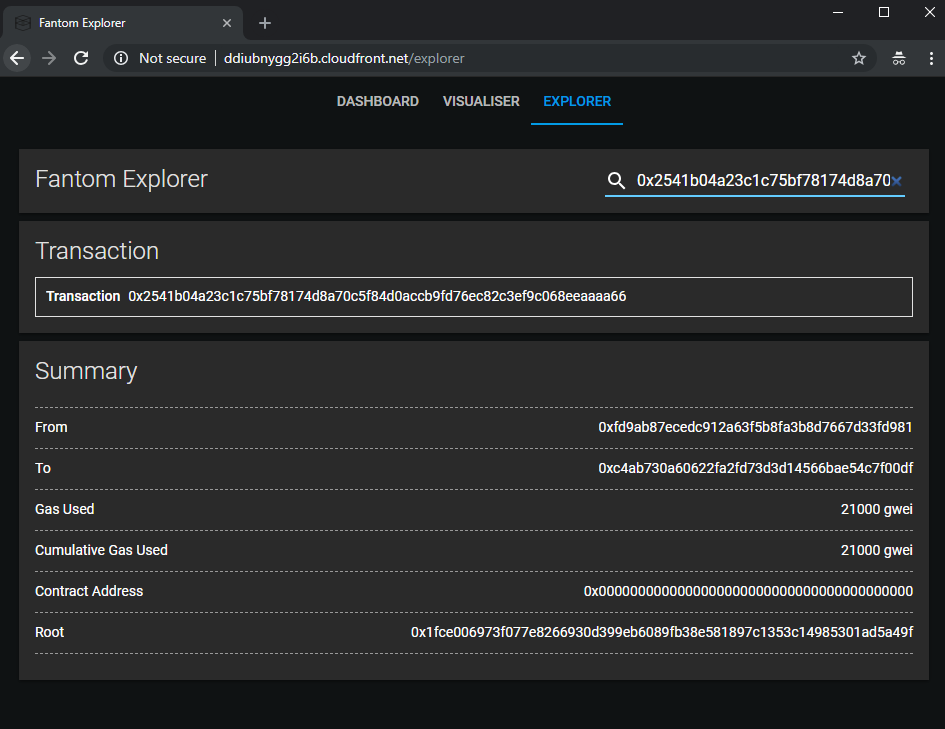 Fantom Explorer
Not secure | ddiubnygg2i6b.cloudfront.net/explorer
DASHBOARD VISUALISER EXPLORER
Fantom Explorer 0x2541b04a23c1c75bf78174d8a70
Transaction
Transaction 0x2541b04a23c1c75bf78174d8a70c5f84d0accb9fd76ec82c3ef9c068eeaaaa66
Summary
From 0xfd9ab87ecedc912a63f5b8fa3b8d7667d33fd981
To 0xc4ab730a60622fa2fd73d3d14566bae54c7f00df
Gas Used 21000 gwei
Cumulative Gas Used 21000 gwei
Contract Address 0x0000000000000000000000000000000000000000
Root 0x1fce006973f077e8266930d399eb6089fb38e581897c1353c14985301ad5a49f